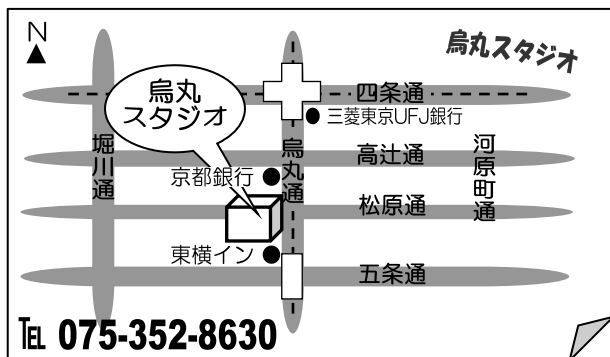 N
烏丸スタジオ
烏丸
スタジオ
四条通
三菱東京UFJ銀行
堀川通
烏丸通
高辻通
河原町通
京都銀行
松原通
東横イン
五条通
TEL 075-352-8630